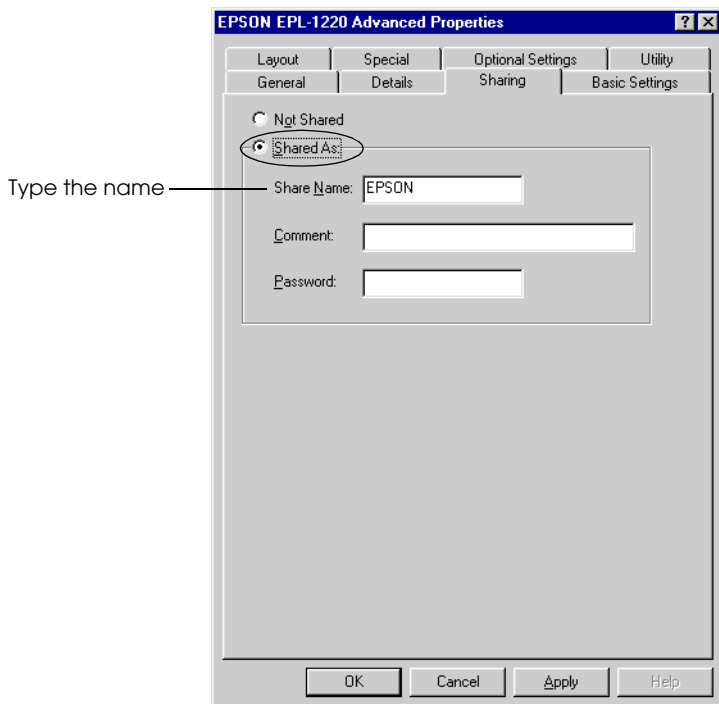 EPSON EPL-1220 Advanced Properties
Layout Special Optional Settings Utility
General Details Sharing Basic Settings
Not Shared
Shared As:
Type the name Share Name: EPSON
Comment:
Password:
OK Cancel Apply Help